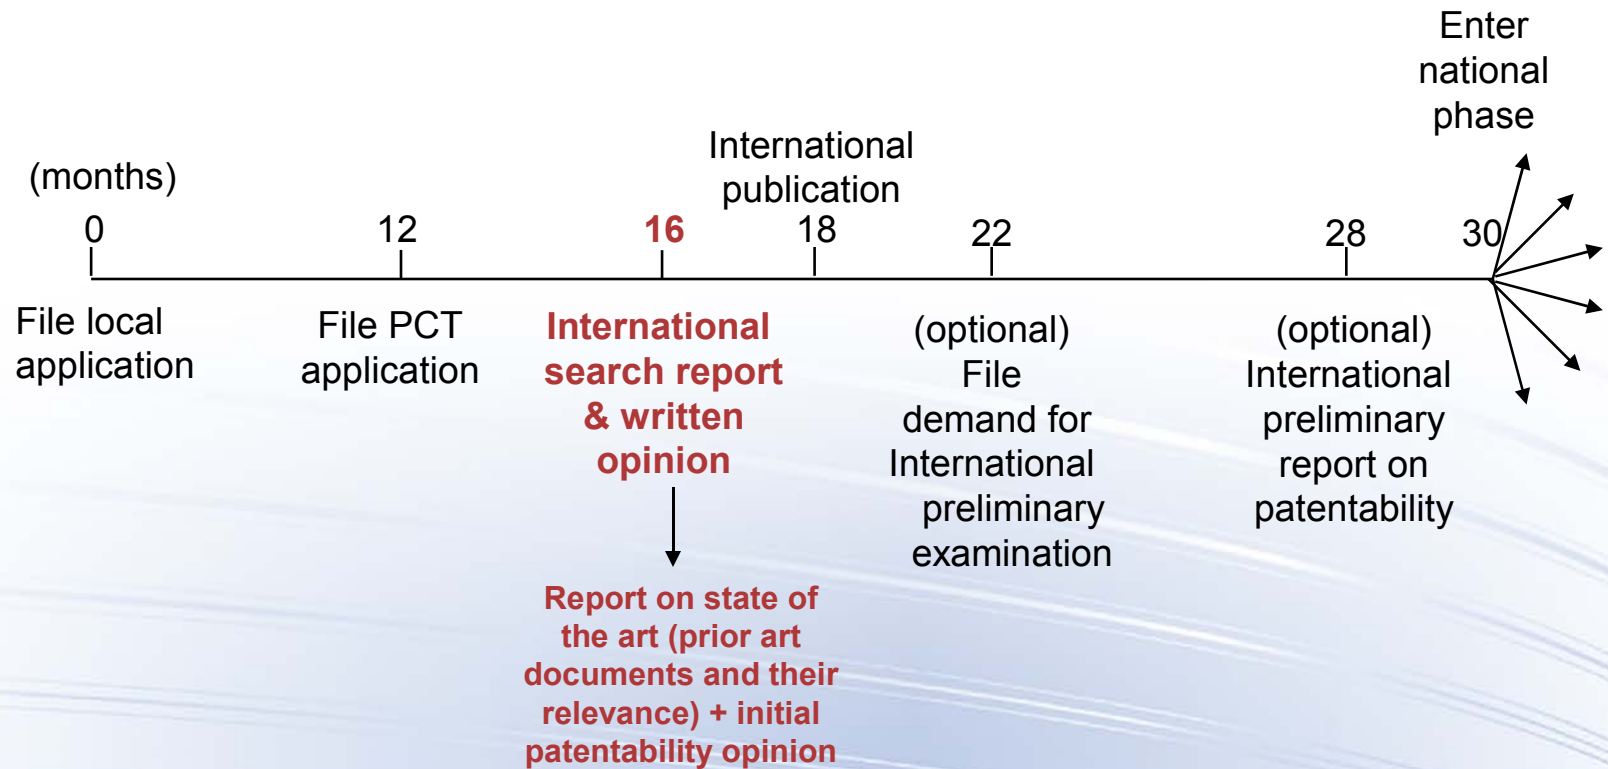 Enter
national
phase
International
publication
(months)
0
12
16
18
22
28
30
File local
application
File PCT
application
International
search report
& written
opinion
(optional)
File
demand for
International
preliminary
examination
(optional)
International
preliminary
report on
patentability
Report on state of
the art (prior art
documents and their
relevance) + initial
patentability opinion